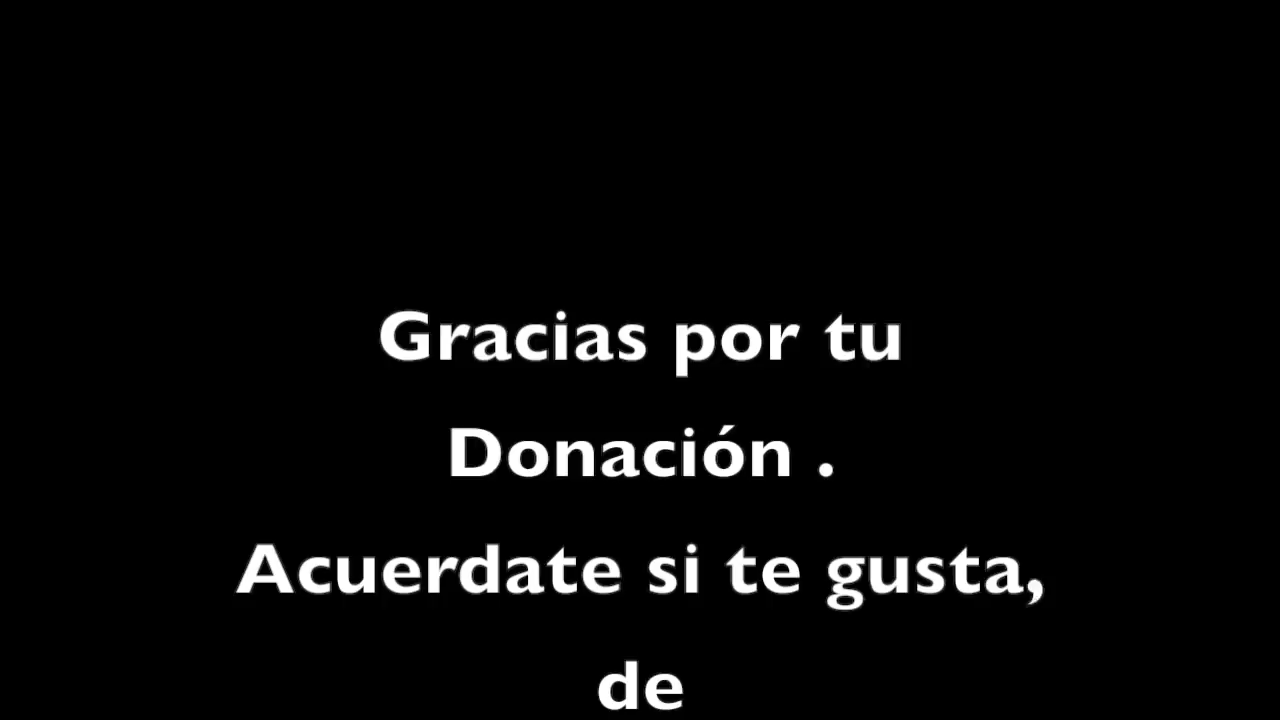 Gracias por tu
Donación .
Acuerdate si te gusta,
de